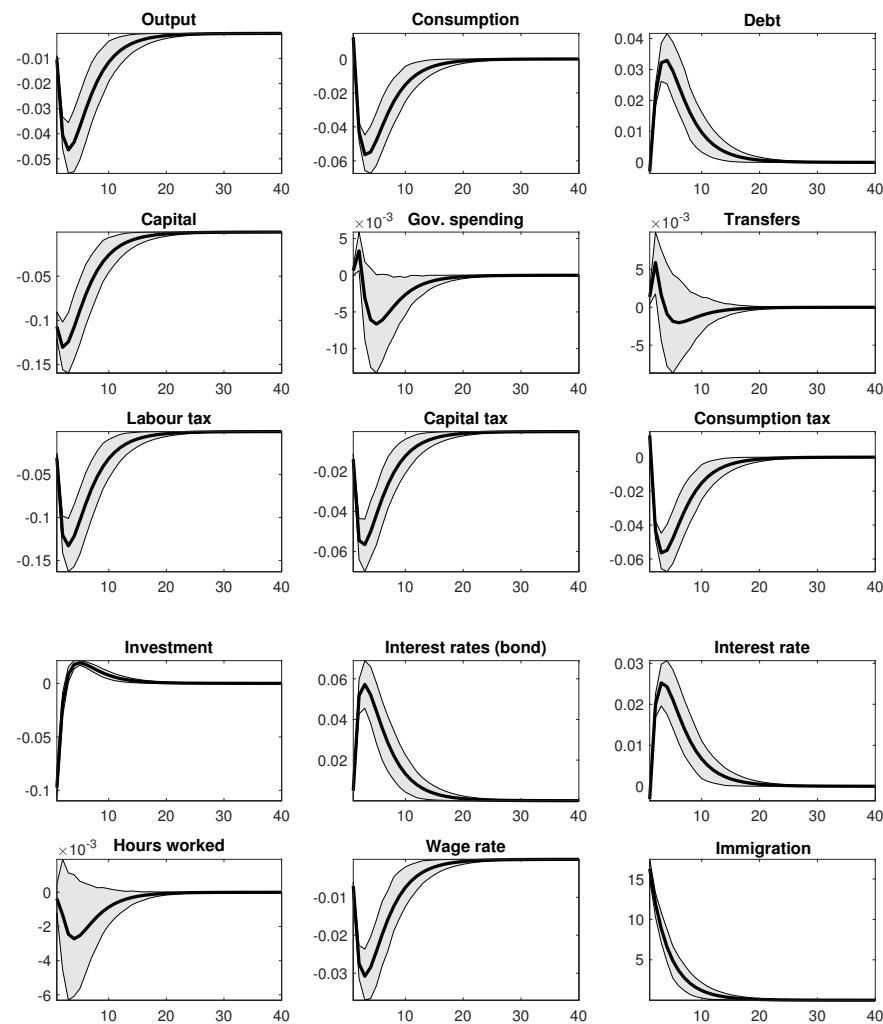 Output Consumption Debt
-0.01 0 0.04
-0.02 -0.02 0.03
-0.03 -0.04 0.02
-0.04 -0.06 0.01
-0.05 0
10 20 30 40 10 20 30 40 10 20 30 40
Capital Gov. spending Transfers
×10-3 ×10-3
-0.05 5 5
-0.1 0 0
-0.15 -5 -5
-10
10 20 30 40 10 20 30 40 10 20 30 40
Labour tax Capital tax Consumption tax
-0.05 -0.02 0
-0.1 -0.04 -0.02
-0.15 -0.06 -0.04
-0.06
10 20 30 40 10 20 30 40 10 20 30 40
Investment Interest rates (bond) Interest rate
0 0.06 0.03
-0.05 0.04 0.02
-0.1 0.02 0.01
0
10 20 30 40 10 20 30 40 10 20 30 40
Hours worked Wage rate Immigration
×10-3
0 -0.01 15
-2 -0.02 10
-4 -0.03 5
-6
10 20 30 40 10 20 30 40 10 20 30 40